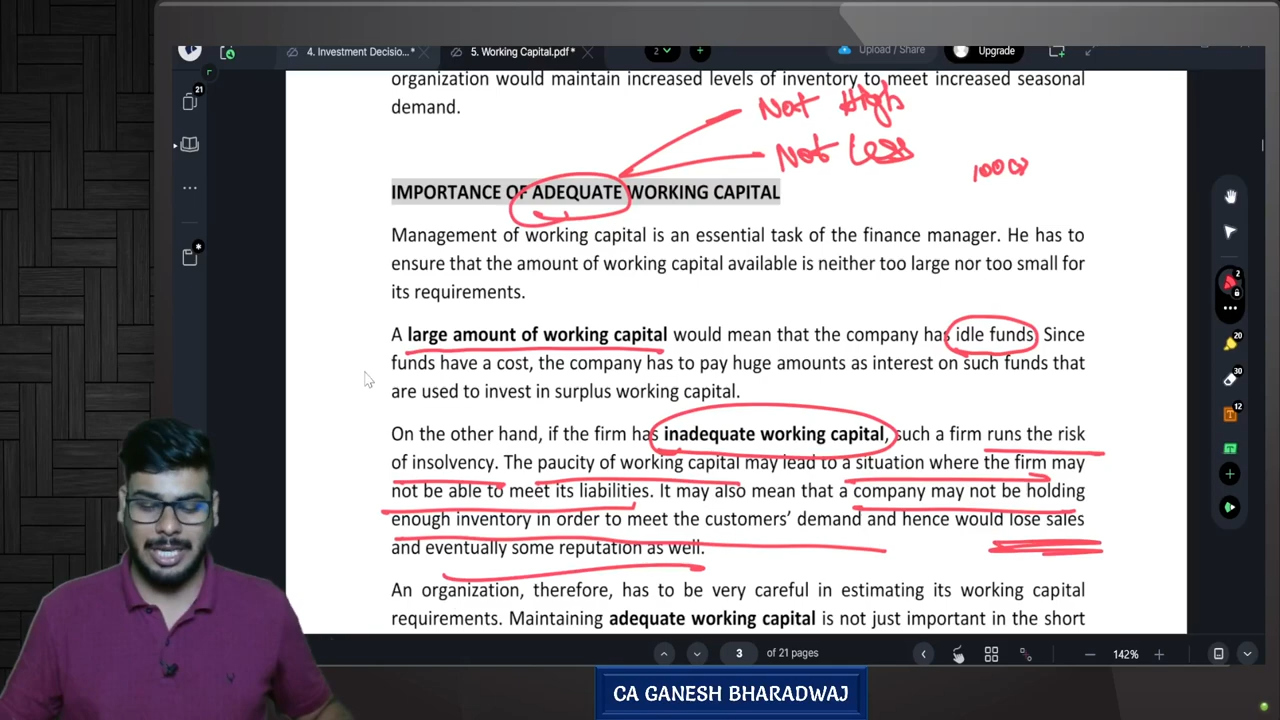 4. Investment Decisio...*
5. Working Capital.pdf*
2
Upload / Share
Upgrade
21
organization would maintain increased levels of inventory to meet increased seasonal
demand.
Not High
Not Less
IMPORTANCE OF ADEQUATE WORKING CAPITAL
Management of working capital is an essential task of the finance manager. He has to
ensure that the amount of working capital available is neither too large nor too small for
its requirements.
A large amount of working capital would mean that the company has idle funds. Since
funds have a cost, the company has to pay huge amounts as interest on such funds that
are used to invest in surplus working capital.
On the other hand, if the firm has inadequate working capital, such a firm runs the risk
of insolvency. The paucity of working capital may lead to a situation where the firm may
not be able to meet its liabilities. It may also mean that a company may not be holding
enough inventory in order to meet the customers’ demand and hence would lose sales
and eventually some reputation as well.
An organization, therefore, has to be very careful in estimating its working capital
requirements. Maintaining adequate working capital is not just important in the short
2
20
30
12
3 of 21 pages
142%
CA GANESH BHARADWAJ